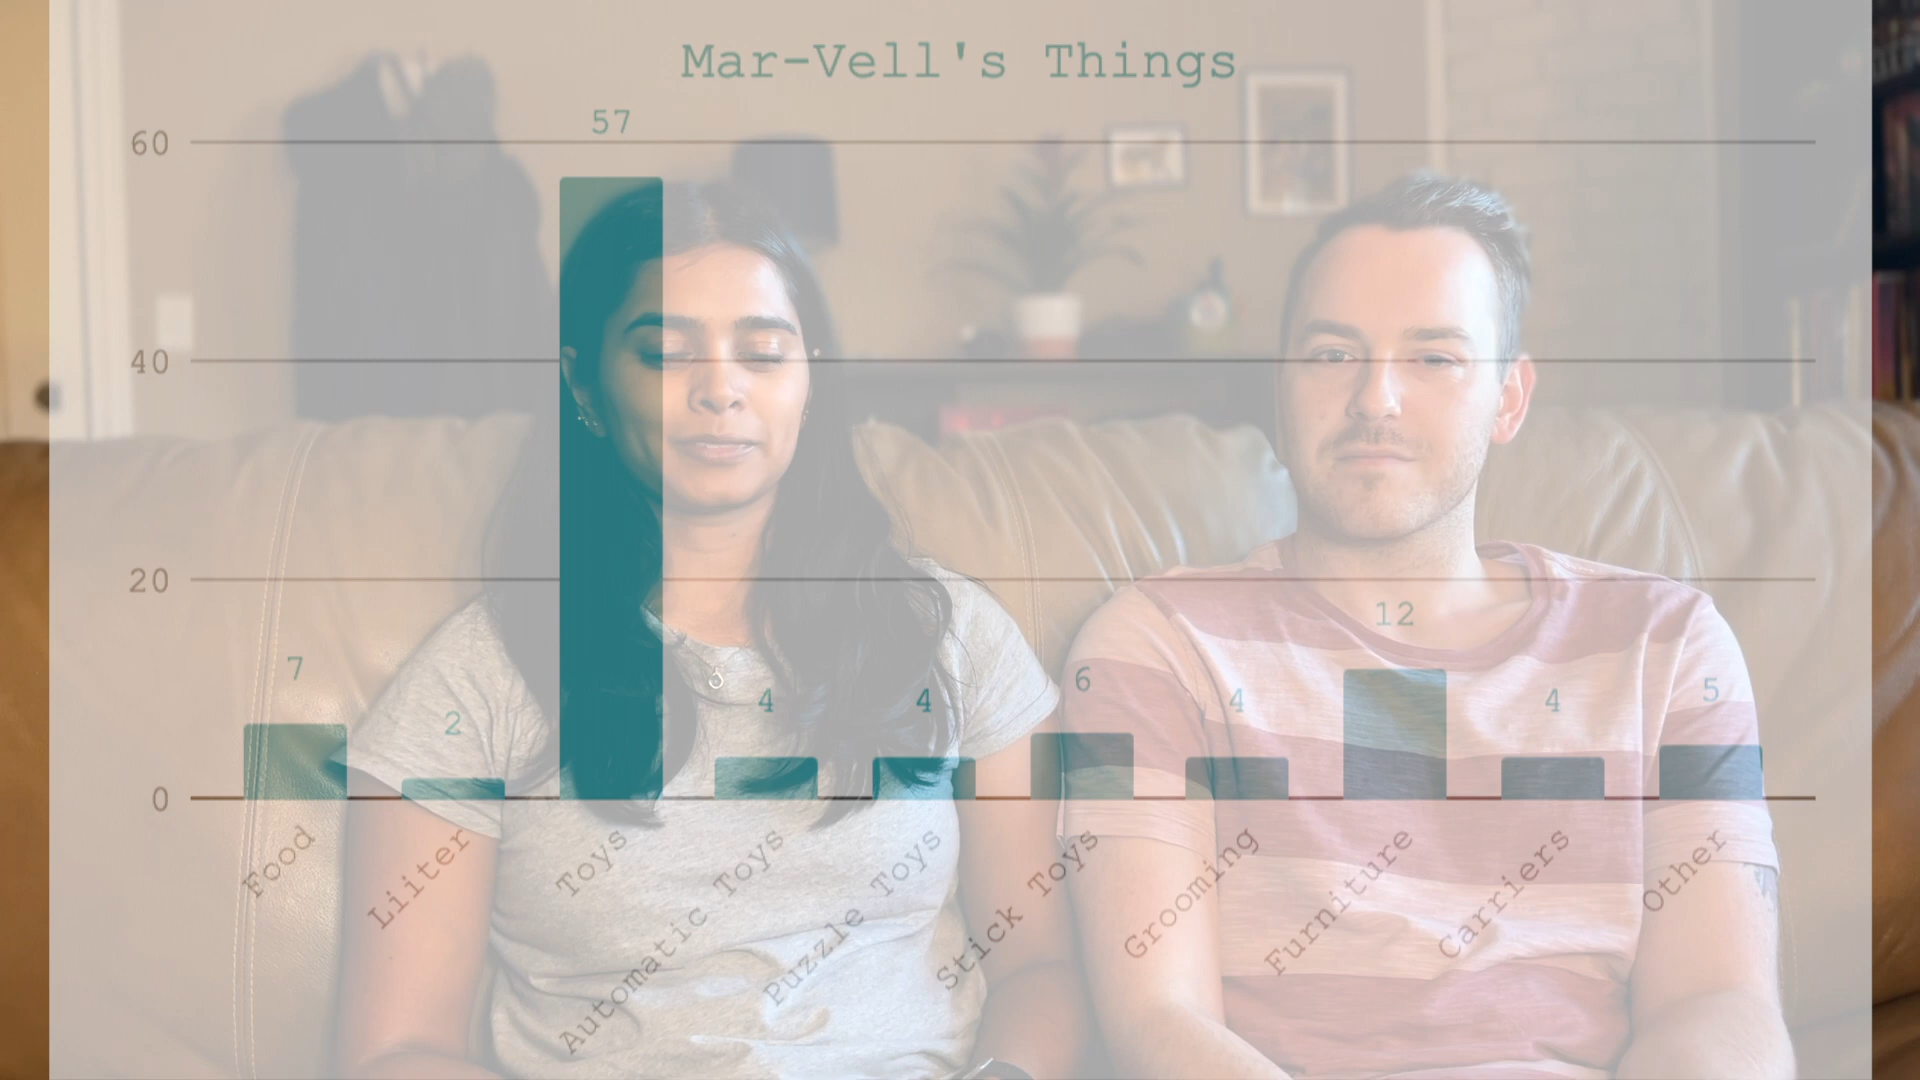 Mar-Vell's Things
57
60
40
20
12
7
2
4
4
6
4
4
5
0
Food
Liiter
Toys
Automatic Toys
Puzzle Toys
Stick Toys
Grooming
Furniture
Carriers
Other